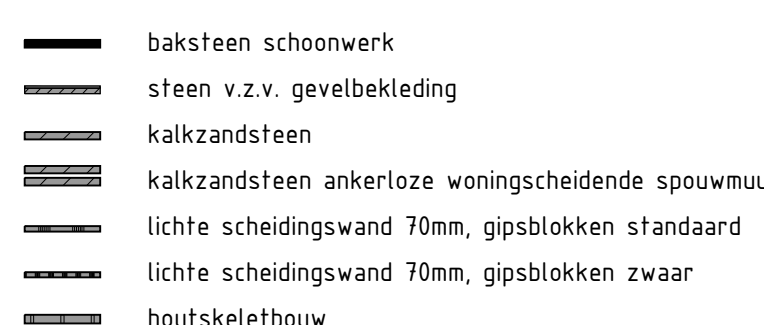 baksteen schoonwerk
steen v.z.v. gevelbekleding
kalkzandsteen
kalkzandsteen ankerloze woningscheidende
lichte scheidingswand 70mm, gipsblokken standaard
lichte scheidingswand 70mm, gipsblokken zwaar
houtskeletbouw